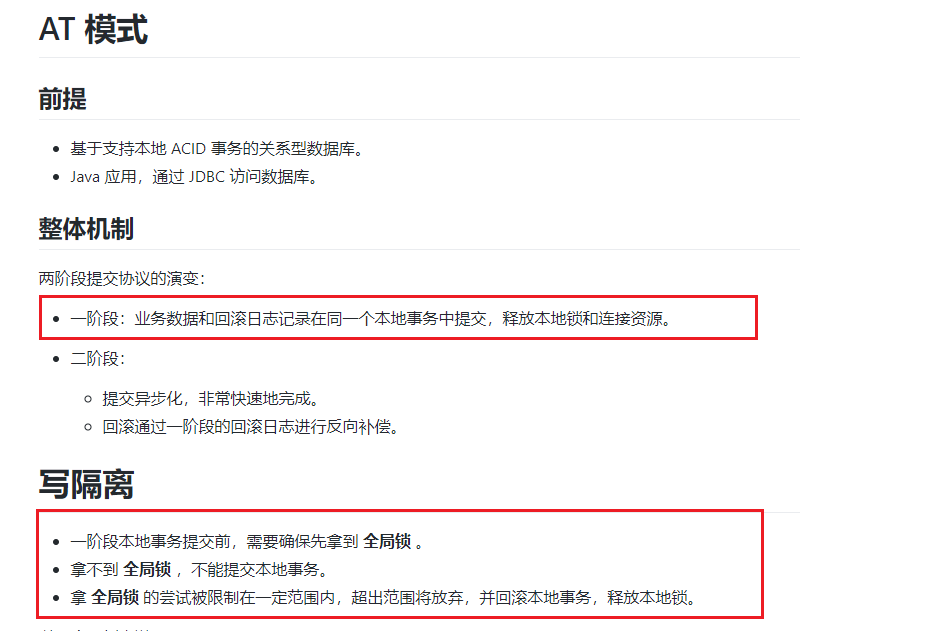 AT 模式
前提
基于支持本地 ACID 事务的关系型数据库。
Java 应用，通过 JDBC 访问数据库。
整体机制
两阶段提交协议的演变：
一阶段：业务数据和回滚日志记录在同一个本地事务中提交，释放本地锁和连接资源。
二阶段：
提交异步化，非常快速地完成。
回滚通过一阶段的回滚日志进行反向补偿。
写隔离
一阶段本地事务提交前，需要确保先拿到 全局锁 。
拿不到 全局锁 ，不能提交本地事务。
拿 全局锁 的尝试被限制在一定范围内，超出范围将放弃，并回滚本地事务，释放本地锁。